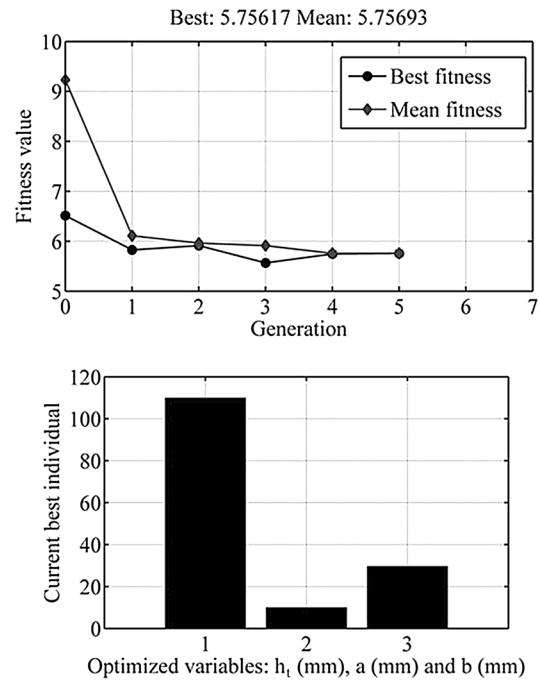 Best: 5.75617 Mean: 5.75693
10
9
8
7
6
5
Fitness value
Best fitness
Mean fitness
0 1 2 3 4 5 6 7
Generation
120
100
80
60
40
20
0
Current best individual
1 2 3
Optimized variables: hₜ (mm), a (mm) and b (mm)